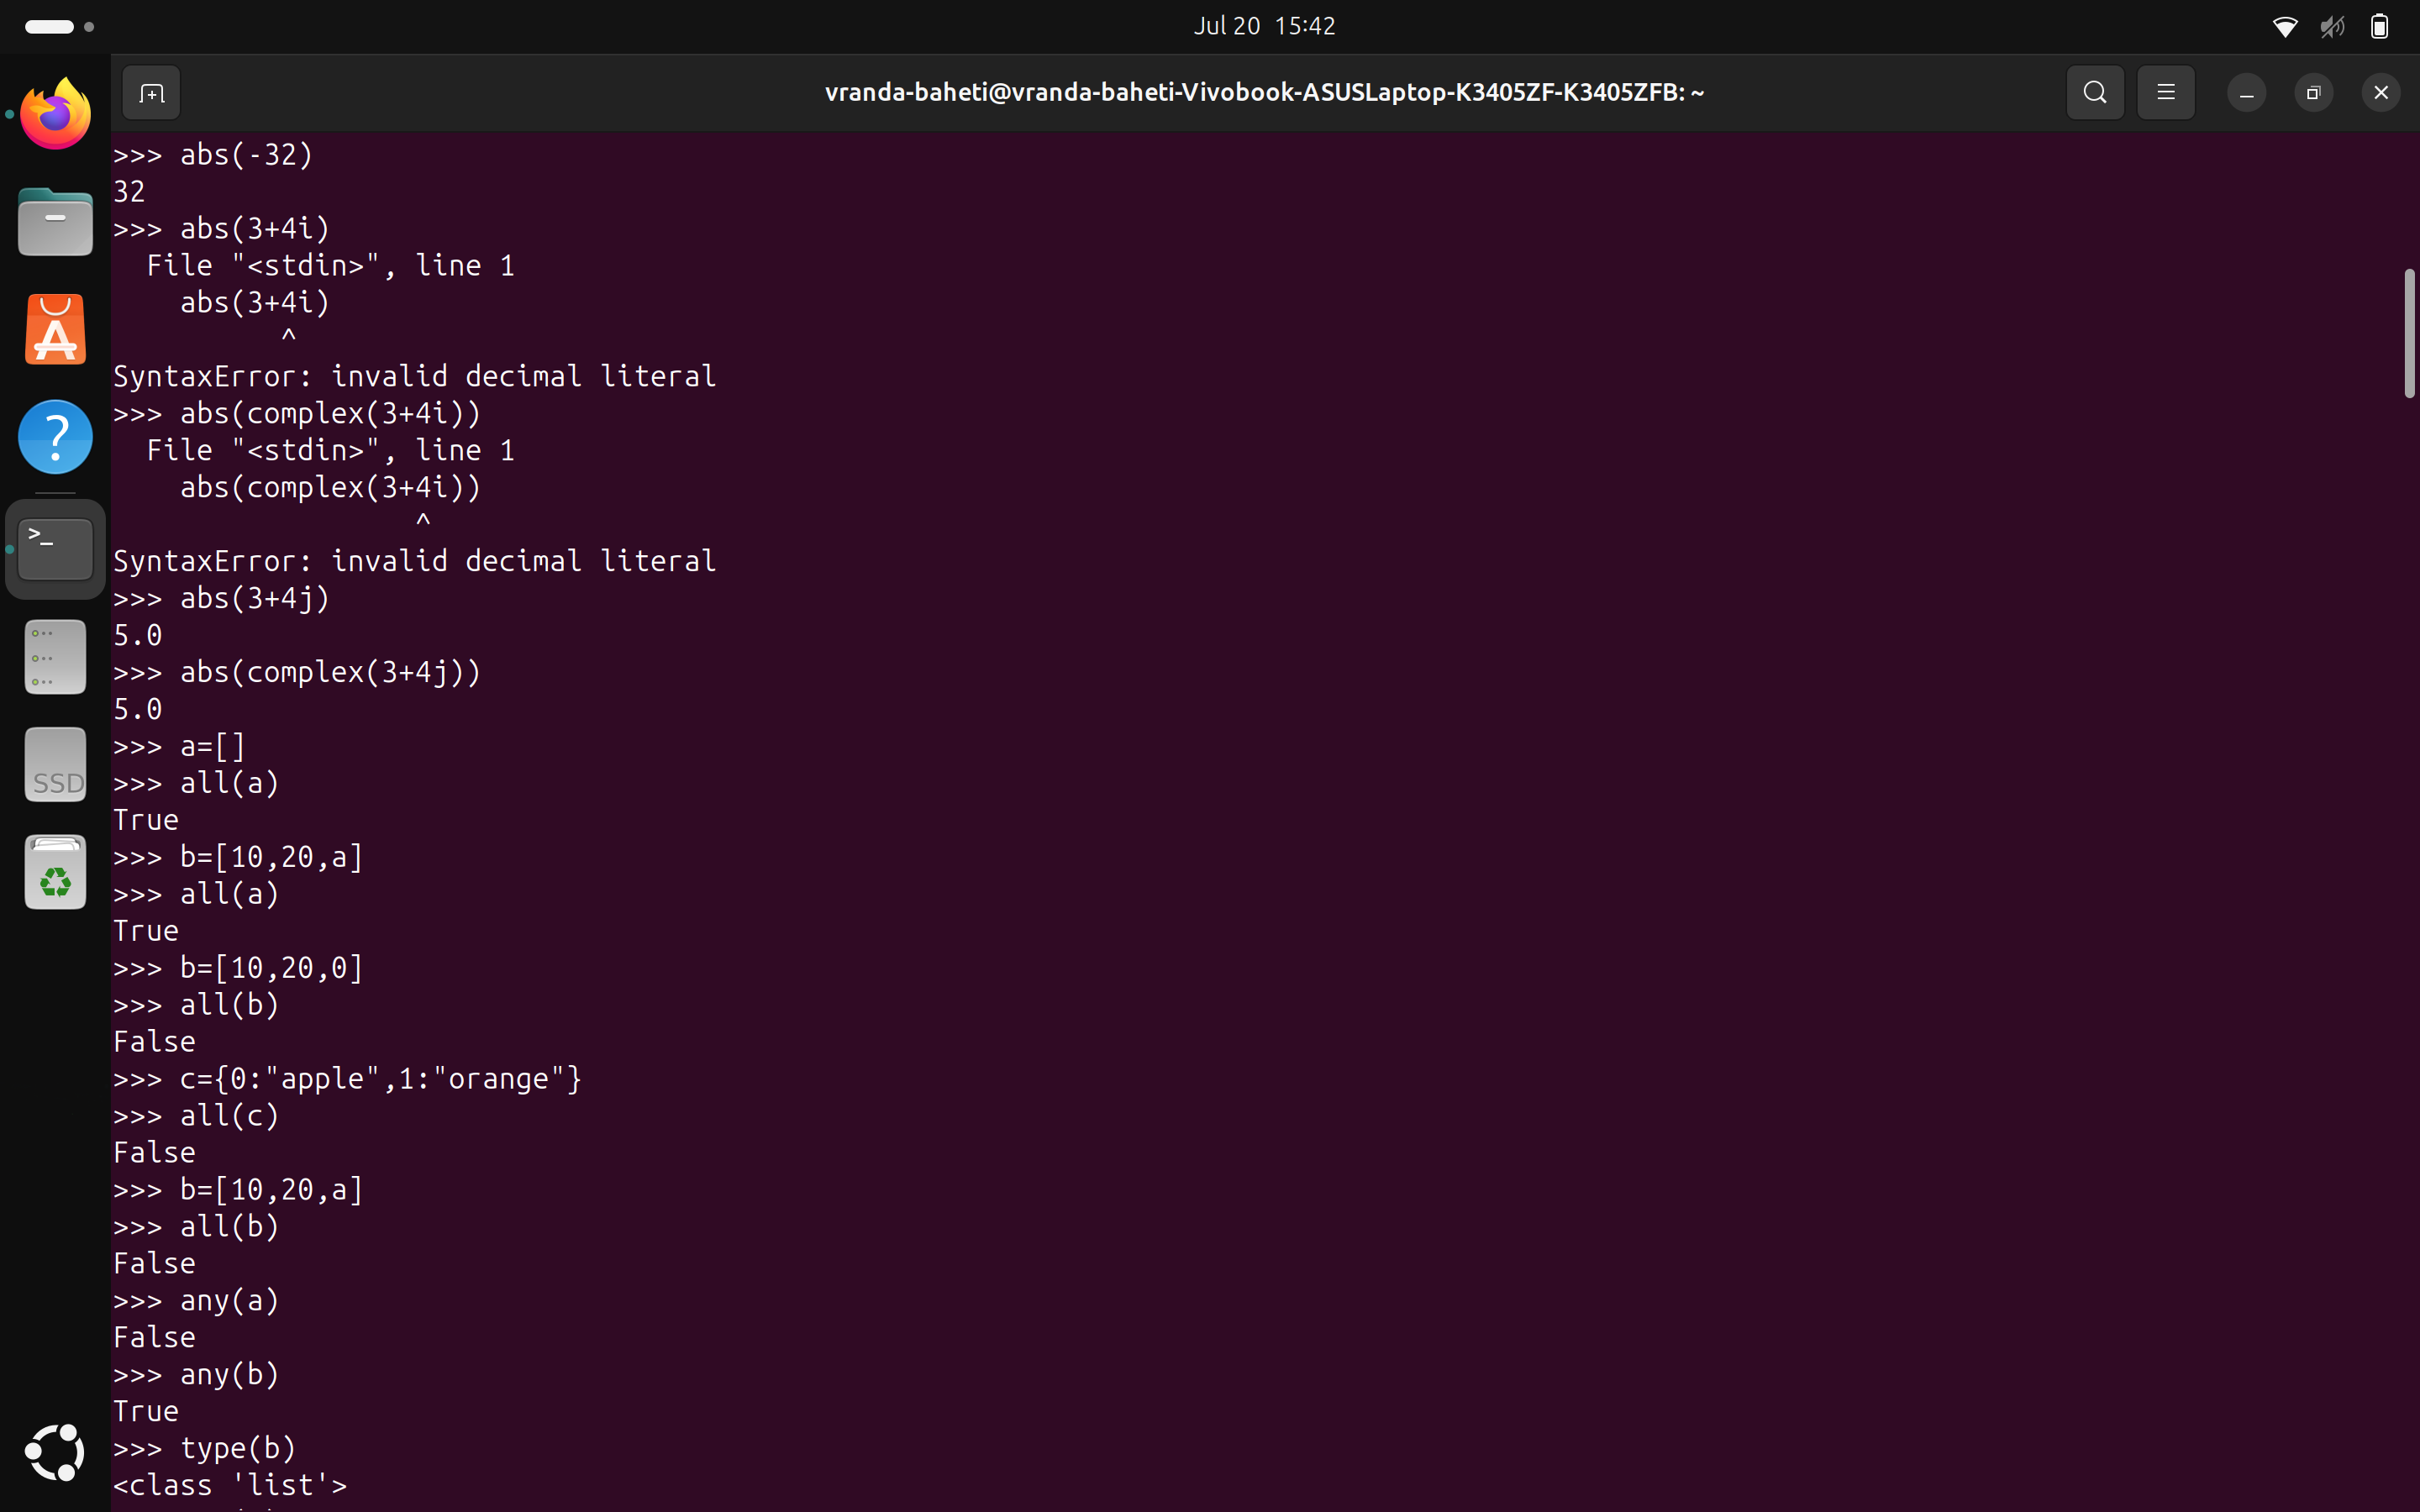 Jul 20 15:42
vranda-baheti@vranda-baheti-Vivobook-ASUSLaptop-K3405ZF-K3405ZFB: ~
>>> abs(-32)
32
>>> abs(3+4i)
  File "<stdin>", line 1
    abs(3+4i)
          ^
SyntaxError: invalid decimal literal
>>> abs(complex(3+4i))
  File "<stdin>", line 1
    abs(complex(3+4i))
                  ^
SyntaxError: invalid decimal literal
>>> abs(3+4j)
5.0
>>> abs(complex(3+4j))
5.0
>>> a=[]
>>> all(a)
True
>>> b=[10,20,a]
>>> all(a)
True
>>> b=[10,20,0]
>>> all(b)
False
>>> c={0:"apple",1:"orange"}
>>> all(c)
False
>>> b=[10,20,a]
>>> all(b)
False
>>> any(a)
False
>>> any(b)
True
>>> type(b)
<class 'list'>
?
>_
SSD